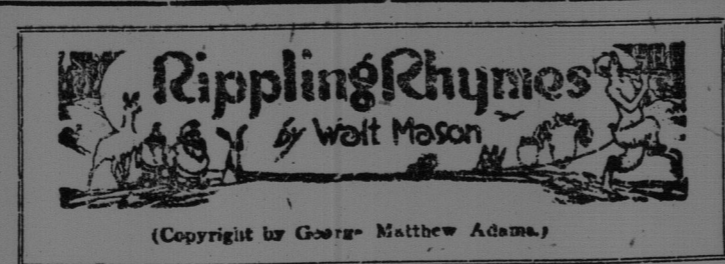 Rippling Rhymes
by Walt Mason
(Copyright by George Matthew Adams.)